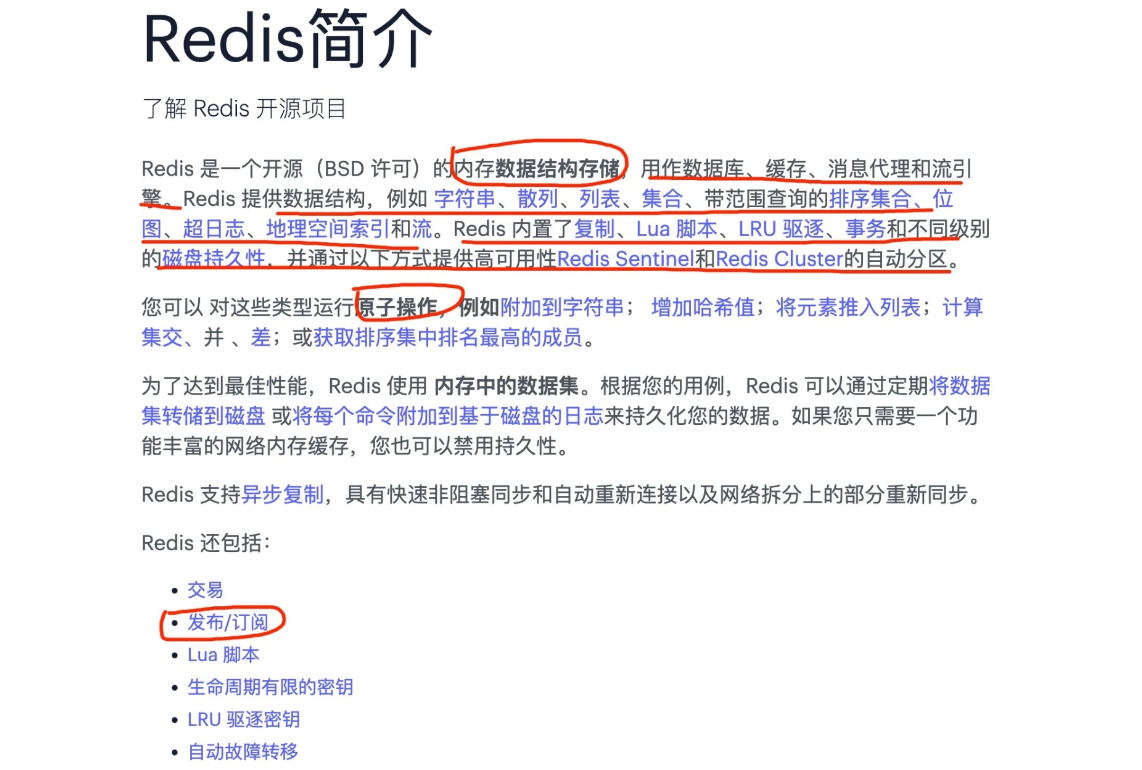 Redis简介
了解 Redis 开源项目
Redis 是一个开源（BSD 许可）的内存数据结构存储，用作数据库、缓存、消息代理和流引
擎。Redis 提供数据结构，例如 字符串、散列、列表、集合、带范围查询的排序集合、位
图、超日志、地理空间索引和流。Redis 内置了复制、Lua 脚本、LRU 驱逐、事务和不同级别
的磁盘持久性，并通过以下方式提供高可用性Redis Sentinel和Redis Cluster的自动分区。
您可以 对这些类型运行原子操作，例如附加到字符串； 增加哈希值；将元素推入列表；计算
集交、并 、差；或获取排序集中排名最高的成员。
为了达到最佳性能，Redis 使用 内存中的数据集。根据您的用例，Redis 可以通过定期将数据
集转储到磁盘 或将每个命令附加到基于磁盘的日志来持久化您的数据。如果您只需要一个功
能丰富的网络内存缓存，您也可以禁用持久性。
Redis 支持异步复制，具有快速非阻塞同步和自动重新连接以及网络拆分上的部分重新同步。
Redis 还包括：
• 交易
• 发布/订阅
• Lua 脚本
• 生命周期有限的密钥
• LRU 驱逐密钥
• 自动故障转移